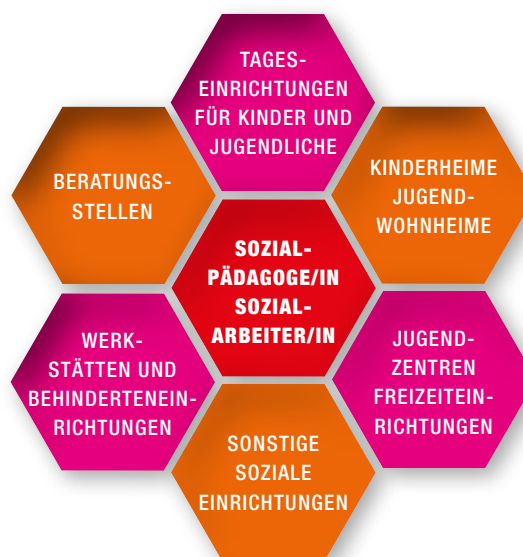 TAGES-
EINRICHTUNGEN
FÜR KINDER UND
JUGENDLICHE
BERATUNGS-
STELLEN
KINDERHEIME
JUGEND-
WOHNHEIME
SOZIAL-
PÄDAGOGE/IN
SOZIAL-
ARBEITER/IN
WERK-
STÄTTEN UND
BEHINDERTENEIN-
RICHTUNGEN
JUGEND-
ZENTREN
FREIZEITEIN-
RICHTUNGEN
SONSTIGE
SOZIALE
EINRICHTUNGEN